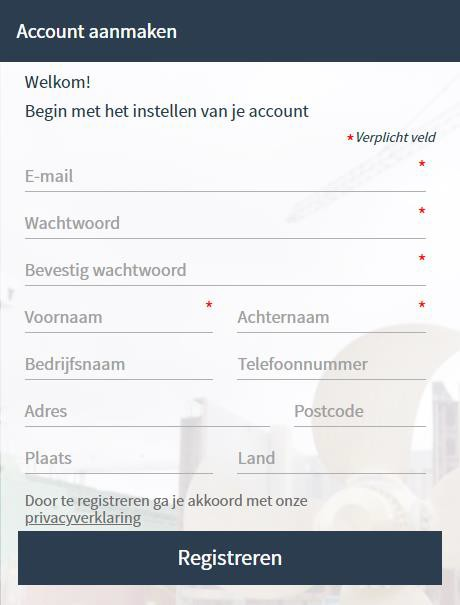 Account aanmaken
Welkom!
Begin met het instellen van je account
* Verplicht veld
E-mail *
Wachtwoord *
Bevestig wachtwoord *
Voornaam * Achternaam *
Bedrijfsnaam Telefoonnummer
Adres Postcode
Plaats Land
Door te registreren ga je akkoord met onze
privacyverklaring
Registreren